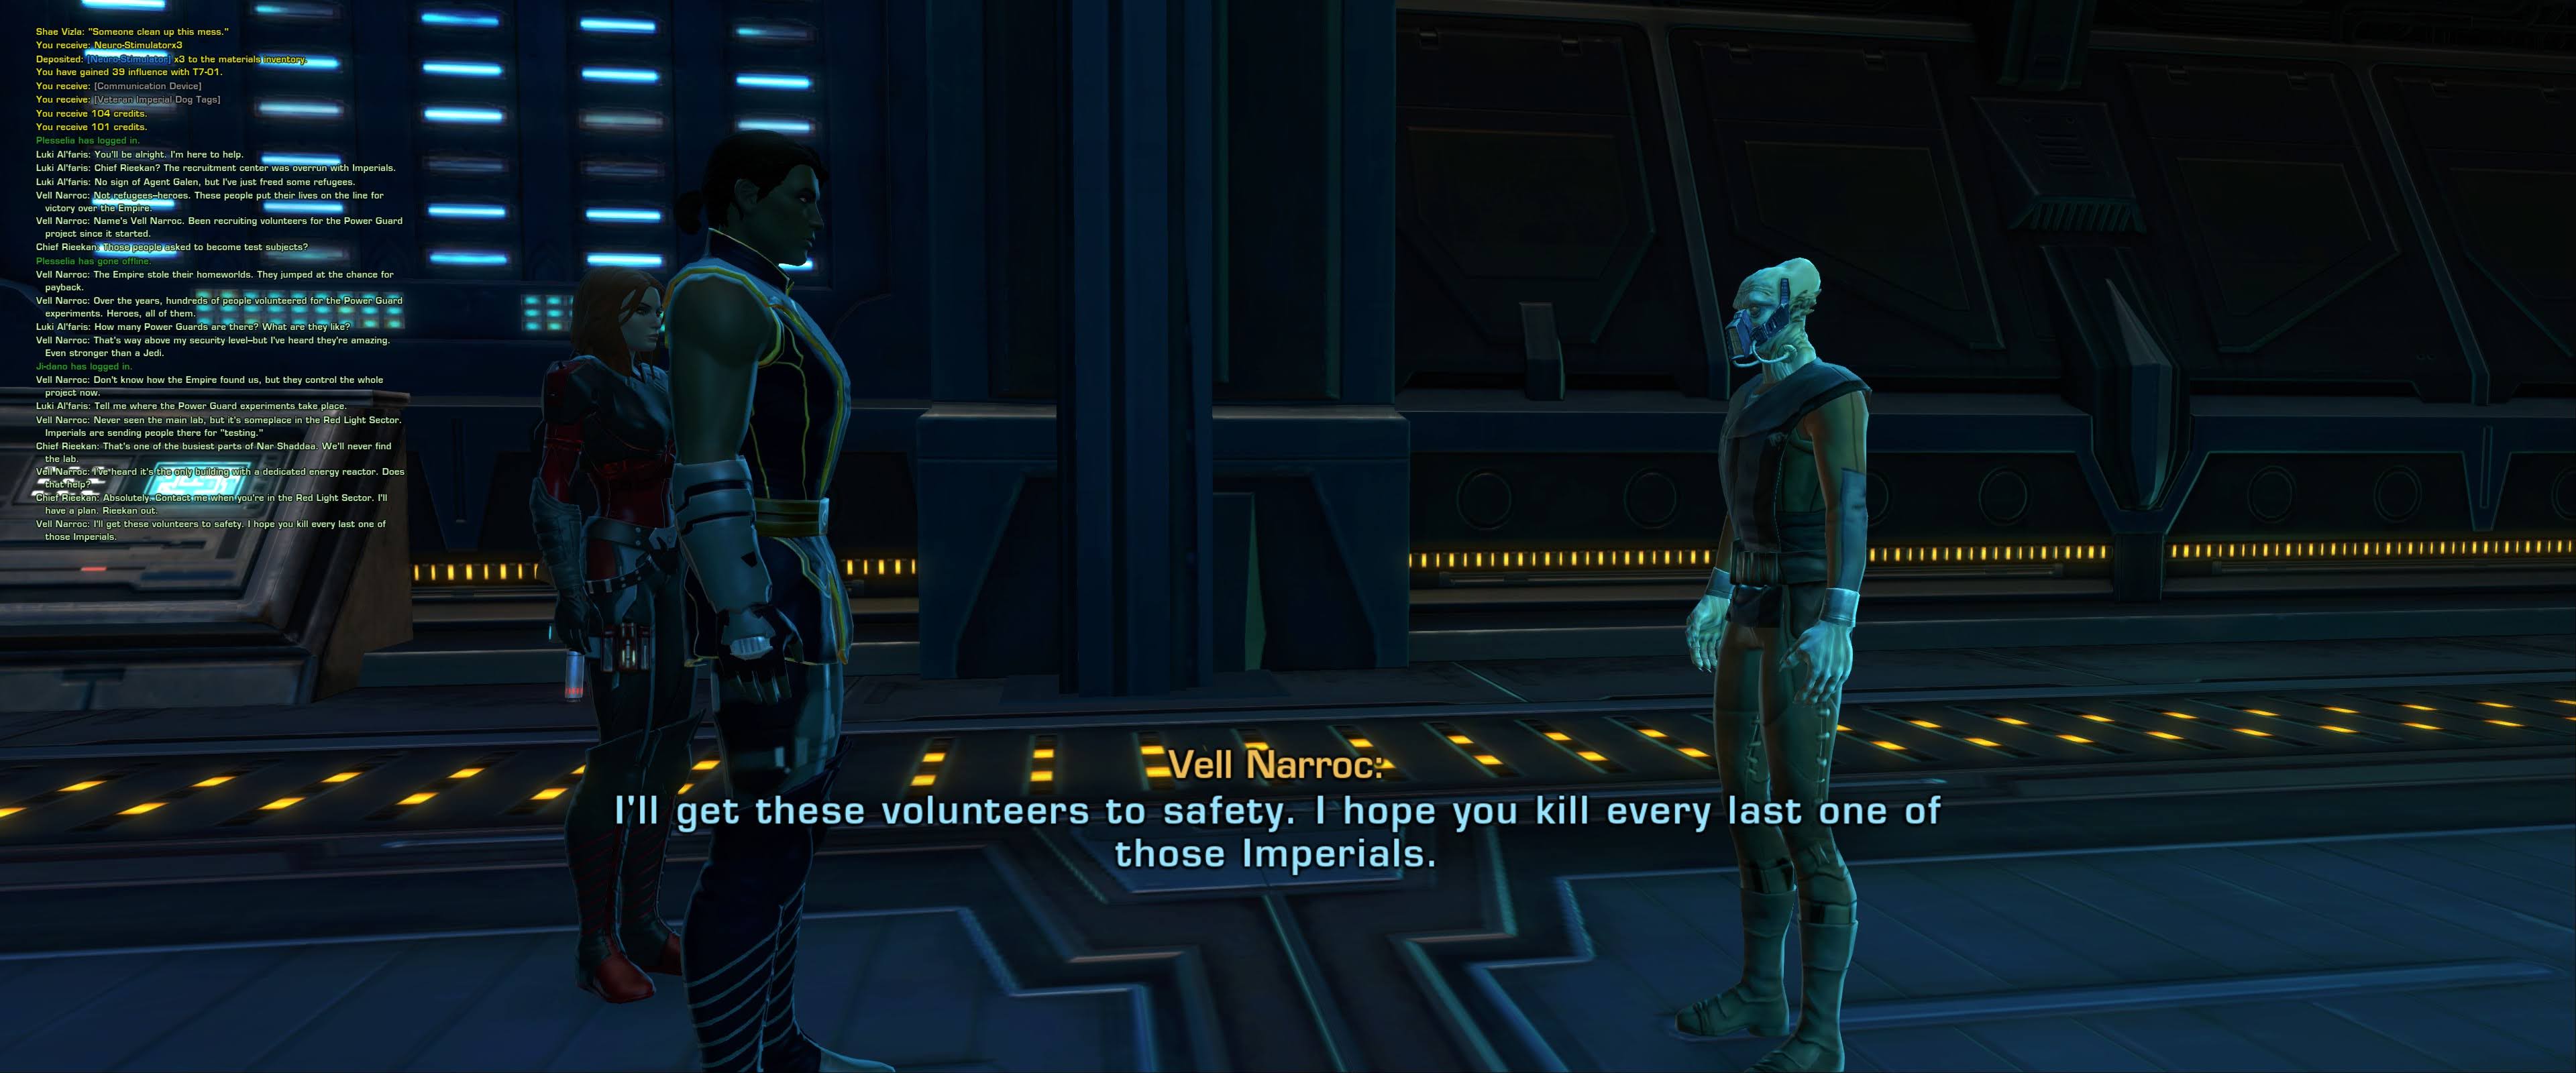 Shae Vizla: "Someone clean up this mess."
You receive: Neuro-Stimulatorx3
Deposited: [Neuro-Stimulator] x3 to the materials inventory.
You have gained 39 influence with T7-01.
You receive: [Communication Device]
You receive: [Veteran Imperial Dog Tags]
You receive 104 credits.
You receive 101 credits.
Plesselia has logged in.
Luki Al'faris: You'll be alright. I'm here to help.
Luki Al'faris: Chief Rieekan? The recruitment center was overrun with Imperials.
Luki Al'faris: No sign of Agent Galen, but I've just freed some refugees.
Vell Narroc: Not refugees–heroes. These people put their lives on the line for
victory over the Empire.
Vell Narroc: Name's Vell Narroc. Been recruiting volunteers for the Power Guard
project since it started.
Chief Rieekan: Those people asked to become test subjects?
Plesselia has gone offline.
Vell Narroc: The Empire stole their homeworlds. They jumped at the chance for
payback.
Vell Narroc: Over the years, hundreds of people volunteered for the Power Guard
experiments. Heroes, all of them.
Luki Al'faris: How many Power Guards are there? What are they like?
Vell Narroc: That's way above my security level–but I've heard they're amazing.
Even stronger than a Jedi.
Ji-dano has logged in.
Vell Narroc: Don't know how the Empire found us, but they control the whole
project now.
Luki Al'faris: Tell me where the Power Guard experiments take place.
Vell Narroc: Never seen the main lab, but it's someplace in the Red Light Sector.
Imperials are sending people there for "testing."
Chief Rieekan: That's one of the busiest parts of Nar Shaddaa. We'll never find
the lab.
Vell Narroc: I've heard it's the only building with a dedicated energy reactor. Does
that help?
Chief Rieekan: Absolutely. Contact me when you're in the Red Light Sector. I'll
have a plan. Rieekan out.
Vell Narroc: I'll get these volunteers to safety. I hope you kill every last one of
those Imperials.
Vell Narroc:
I'll get these volunteers to safety. I hope you kill every last one of
those Imperials.